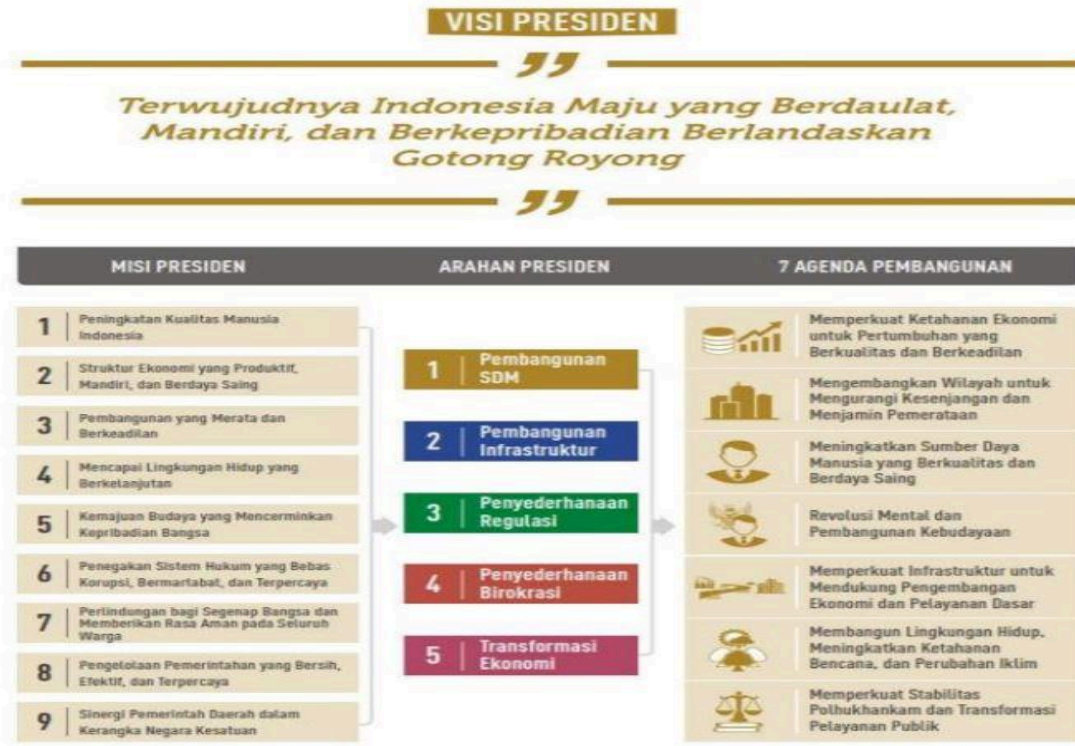 VISI PRESIDEN
”
Terwujudnya Indonesia Maju yang Berdaulat,
Mandiri, dan Berkepribadian Berlandaskan
Gotong Royong
”
MISI PRESIDEN
1
Peningkatan Kualitas Manusia
Indonesia
2
Struktur Ekonomi yang Produktif,
Mandiri, dan Berdaya Saing
3
Pembangunan yang Merata dan
Berkeadilan
4
Mencapai Lingkungan Hidup yang
Berkelanjutan
5
Kemajuan Budaya yang Mencerminkan
Kepribadian Bangsa
6
Penegakan Sistem Hukum yang Bebas
Korupsi, Bermartabat, dan Terpercaya
7
Perlindungan bagi Segenap Bangsa dan
Memberikan Rasa Aman pada Seluruh
Warga
8
Pengelolaan Pemerintahan yang Bersih,
Efektif, dan Terpercaya
9
Sinergi Pemerintah Daerah dalam
Kerangka Negara Kesatuan
ARAHAN PRESIDEN
1
Pembangunan
SDM
2
Pembangunan
Infrastruktur
3
Penyederhanaan
Regulasi
4
Penyederhanaan
Birokrasi
5
Transformasi
Ekonomi
7 AGENDA PEMBANGUNAN
Memperkuat Ketahanan Ekonomi
untuk Pertumbuhan yang
Berkualitas dan Berkeadilan
Mengembangkan Wilayah untuk
Mengurangi Kesenjangan dan
Menjamin Pemerataan
Meningkatkan Sumber Daya
Manusia yang Berkualitas dan
Berdaya Saing
Revolusi Mental dan
Pembangunan Kebudayaan
Memperkuat Infrastruktur untuk
Mendukung Pengembangan
Ekonomi dan Pelayanan Dasar
Membangun Lingkungan Hidup,
Meningkatkan Ketahanan
Bencana, dan Perubahan Iklim
Memperkuat Stabilitas
Polhukhankam dan Transformasi
Pelayanan Publik